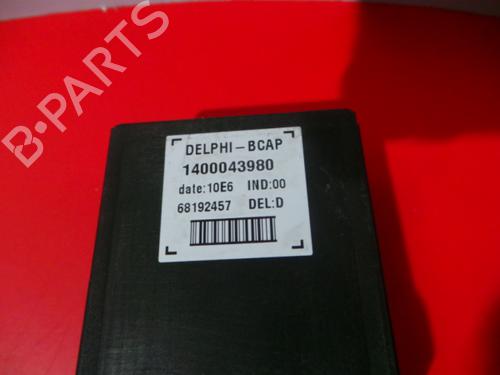 B-PARTS
DELPHI-BCAP
1400043980
date:10E6 IND:00
68192457 DEL:D